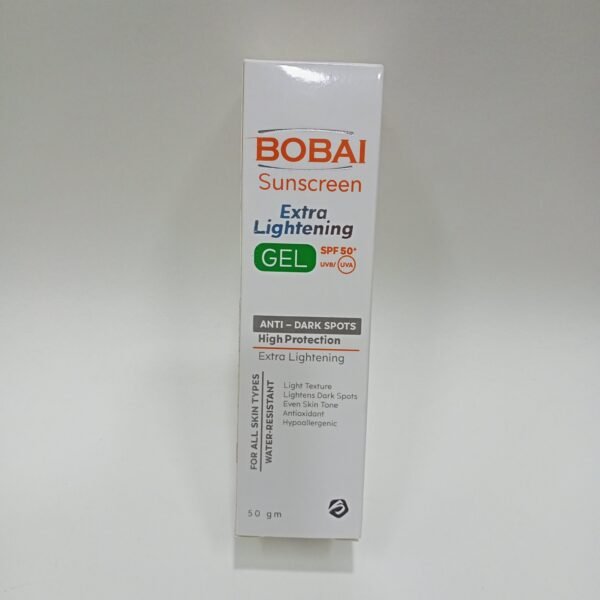 BOBAI
Sunscreen
Extra
Lightening
GEL
SPF 50+
UVB/ UVA
ANTI – DARK SPOTS
High Protection
Extra Lightening
FOR ALL SKIN TYPES
WATER-RESISTANT
Light Texture
Lightens Dark Spots
Even Skin Tone
Antioxidant
Hypoallergenic
50 gm